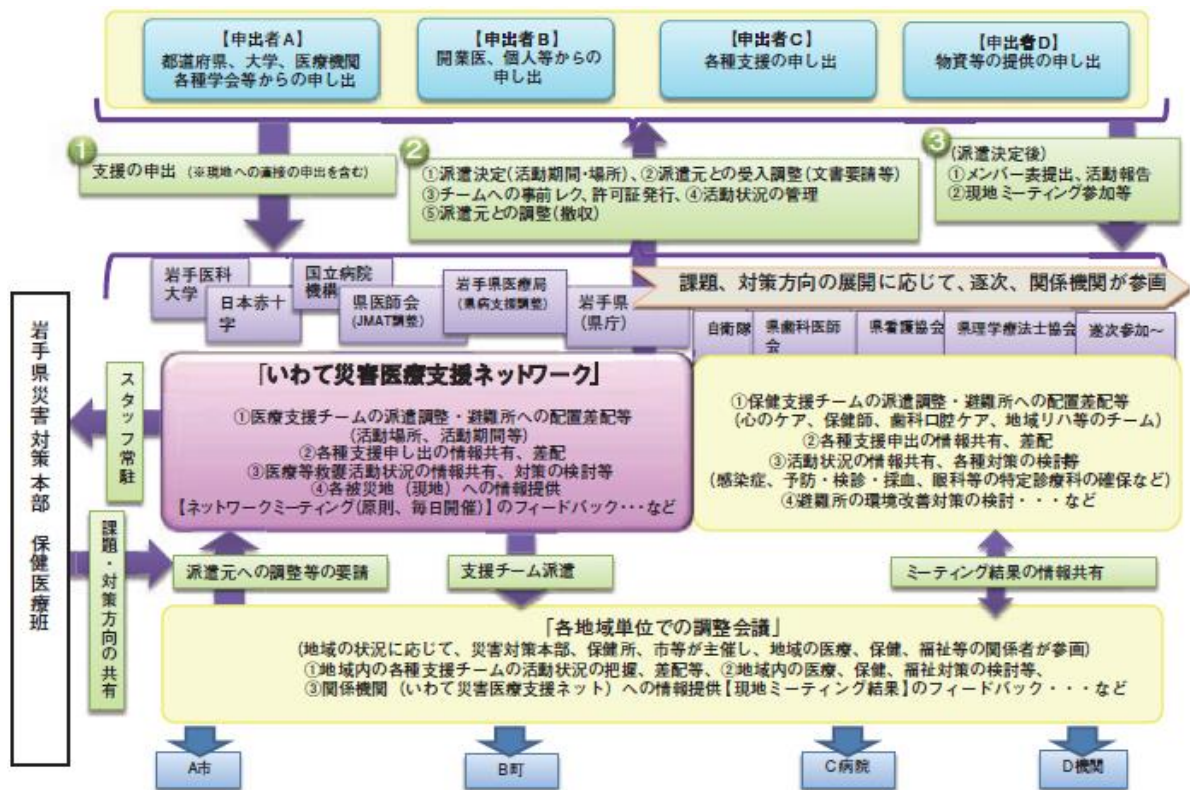 【申出者A】
都道府県、大学、医療機関
各種学会等からの申し出
【申出者B】
開業医、個人等からの
申し出
【申出者C】
各種支援の申し出
【申出者D】
物資等の提供の申し出
①
支援の申出（※現地への直接の申出を含む）
②
①派遣決定（活動期間・場所）、②派遣元との受入調整（文書要請等）
③チームへの事前レク、許可証発行、④活動状況の管理
⑤派遣元との調整（撤収）
③
(派遣決定後)
①メンバー表提出、活動報告
②現地ミーティング参加等
岩手医科
大学
日本赤十
字
国立病院
機構
県医師会
(JMAT調整)
岩手県医療局
(県病支援調整)
岩手県
(県庁)
課題、対策方向の展開に応じて、逐次、関係機関が参画
自衛隊
県歯科医師
会
県看護協会
県理学療法士協会
逐次参加～
岩手県災害対策本部 保健医療班
スタッフ常駐
課題・対策方向の共有
「いわて災害医療支援ネットワーク」
①医療支援チームの派遣調整・避難所への配置差配等
(活動場所、活動期間等)
②各種支援申し出の情報共有、差配
③医療等救護活動状況の情報共有、対策の検討等
④各被災地（現地）への情報提供
【ネットワークミーティング(原則、毎日開催)】のフィードバック・・・など
①保健支援チームの派遣調整・避難所への配置差配等
(心のケア、保健師、歯科口腔ケア、地域リハ等のチーム)
②各種支援申出の情報共有、差配
③活動状況の情報共有、各種対策の検討等
(感染症、予防・検診・採血、眼科等の特定診療科の確保など)
④避難所の環境改善対策の検討・・・など
派遣元への調整等の要請
支援チーム派遣
ミーティング結果の情報共有
「各地域単位での調整会議」
(地域の状況に応じて、災害対策本部、保健所、市等が主催し、地域の医療、保健、福祉等の関係者が参画)
①地域内の各種支援チームの活動状況の把握、差配等、②地域内の医療、保健、福祉対策の検討等、
③関係機関（いわて災害医療支援ネット）への情報提供【現地ミーティング結果】のフィードバック・・・など
A市
B町
C病院
D機関